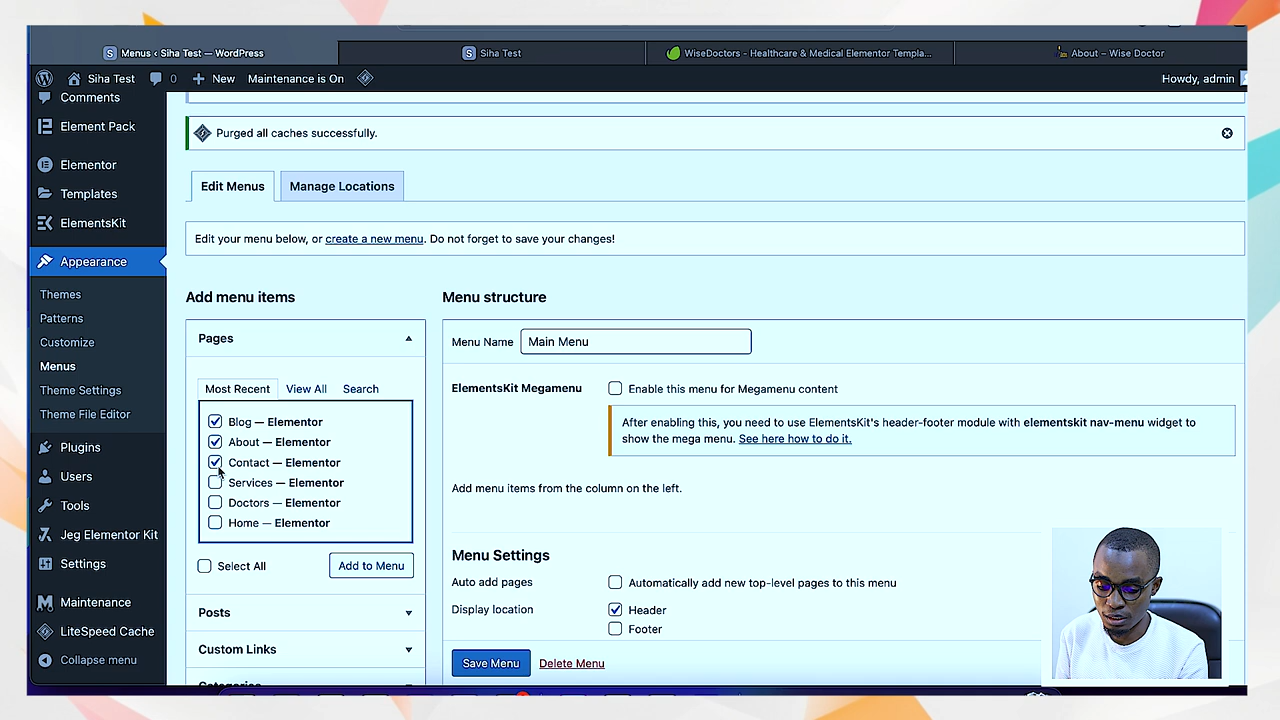 Menus ‹ Siha Test — WordPress
Siha Test
WiseDoctors - Healthcare & Medical Elementor Templa...
About – Wise Doctor
Siha Test
0
New
Maintenance is On
Howdy, admin
Comments
Element Pack
Elementor
Templates
ElementsKit
Appearance
Themes
Patterns
Customize
Menus
Theme Settings
Theme File Editor
Plugins
Users
Tools
Jeg Elementor Kit
Settings
Maintenance
LiteSpeed Cache
Collapse menu
Purged all caches successfully.
Edit Menus
Manage Locations
Edit your menu below, or create a new menu. Do not forget to save your changes!
Add menu items
Pages
Most Recent
View All
Search
Blog — Elementor
About — Elementor
Contact — Elementor
Services — Elementor
Doctors — Elementor
Home — Elementor
Select All
Add to Menu
Posts
Custom Links
Categories
Menu structure
Menu Name
Main Menu
ElementsKit Megamenu
Enable this menu for Megamenu content
After enabling this, you need to use ElementsKit's header-footer module with elementskit nav-menu widget to
show the mega menu. See here how to do it.
Add menu items from the column on the left.
Menu Settings
Auto add pages
Automatically add new top-level pages to this menu
Display location
Header
Footer
Save Menu
Delete Menu